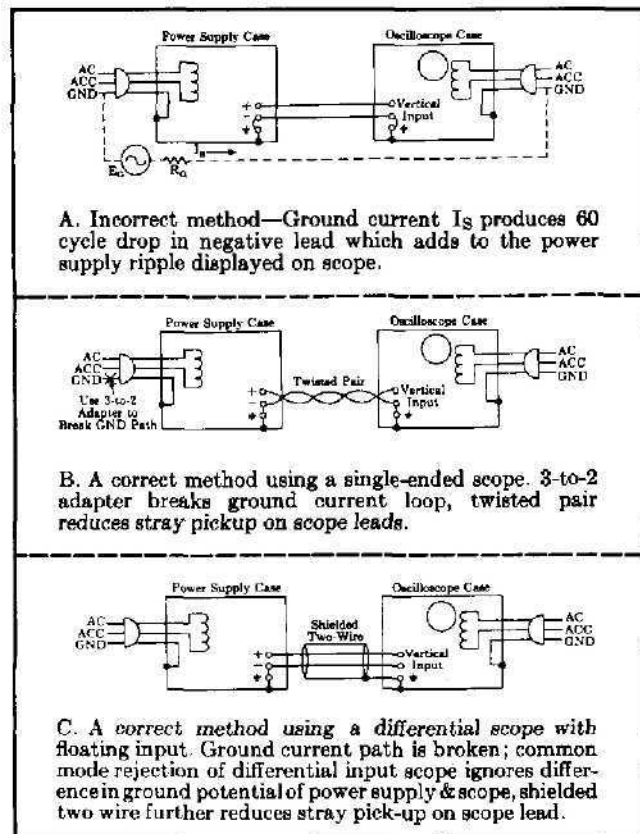 Power Supply Case
Oscilloscope Case
AC
ACC
GND
+
−
Vertical
Input
AC
ACC
GND
EG
RG
IS
A. Incorrect method—Ground current IS produces 60
cycle drop in negative lead which adds to the power
supply ripple displayed on scope.
Power Supply Case
Oscilloscope Case
AC
ACC
GND
Use 3-to-2
Adapter to
Break GND Path
+
−
Twisted Pair
Vertical
Input
AC
ACC
GND
B. A correct method using a single-ended scope. 3-to-2
adapter breaks ground current loop, twisted pair
reduces stray pickup on scope leads.
Power Supply Case
Oscilloscope Case
AC
ACC
GND
+
−
Shielded
Two-Wire
Vertical
Input
AC
ACC
GND
C. A correct method using a differential scope with
floating input. Ground current path is broken; common
mode rejection of differential input scope ignores differ-
ence in ground potential of power supply & scope, shielded
two wire further reduces stray pick-up on scope lead.